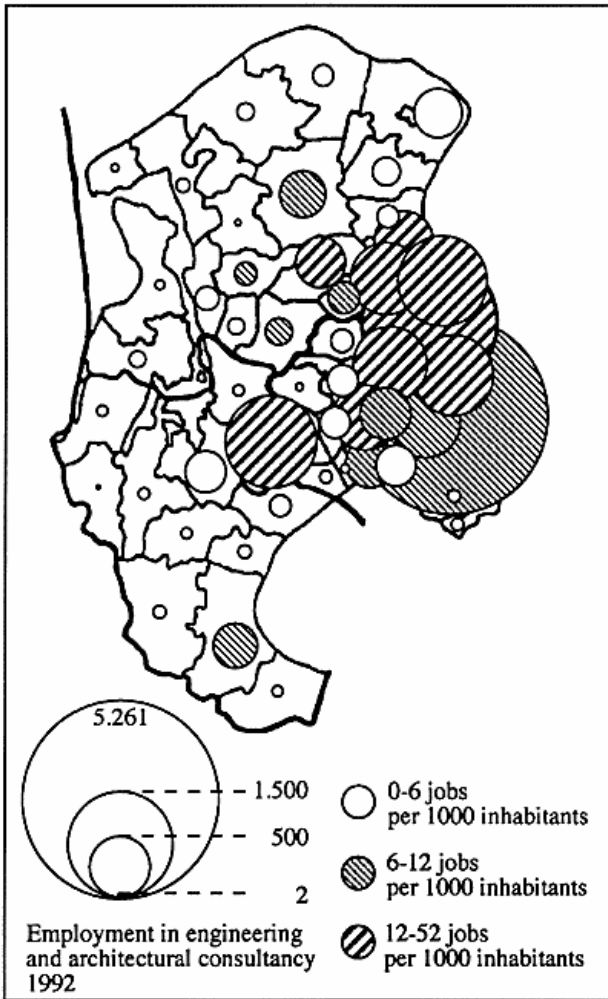 5.261
1.500
500
2
0-6 jobs
per 1000 inhabitants
6-12 jobs
per 1000 inhabitants
12-52 jobs
per 1000 inhabitants
Employment in engineering
and architectural consultancy
1992